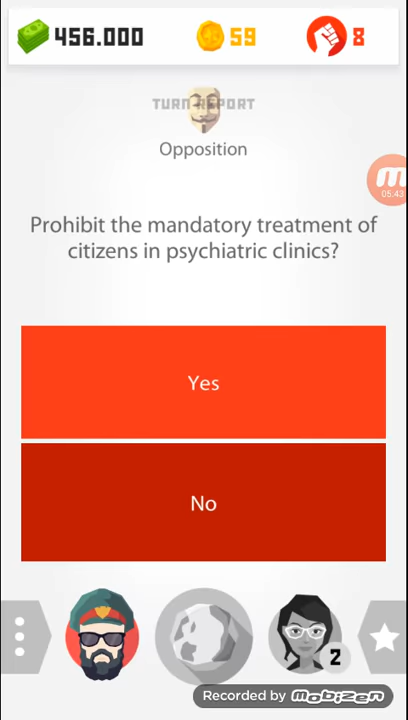 456.000 59 8
TURN REPORT
Opposition
05:43
Prohibit the mandatory treatment of
citizens in psychiatric clinics?
Yes
No
2
Recorded by mobizen